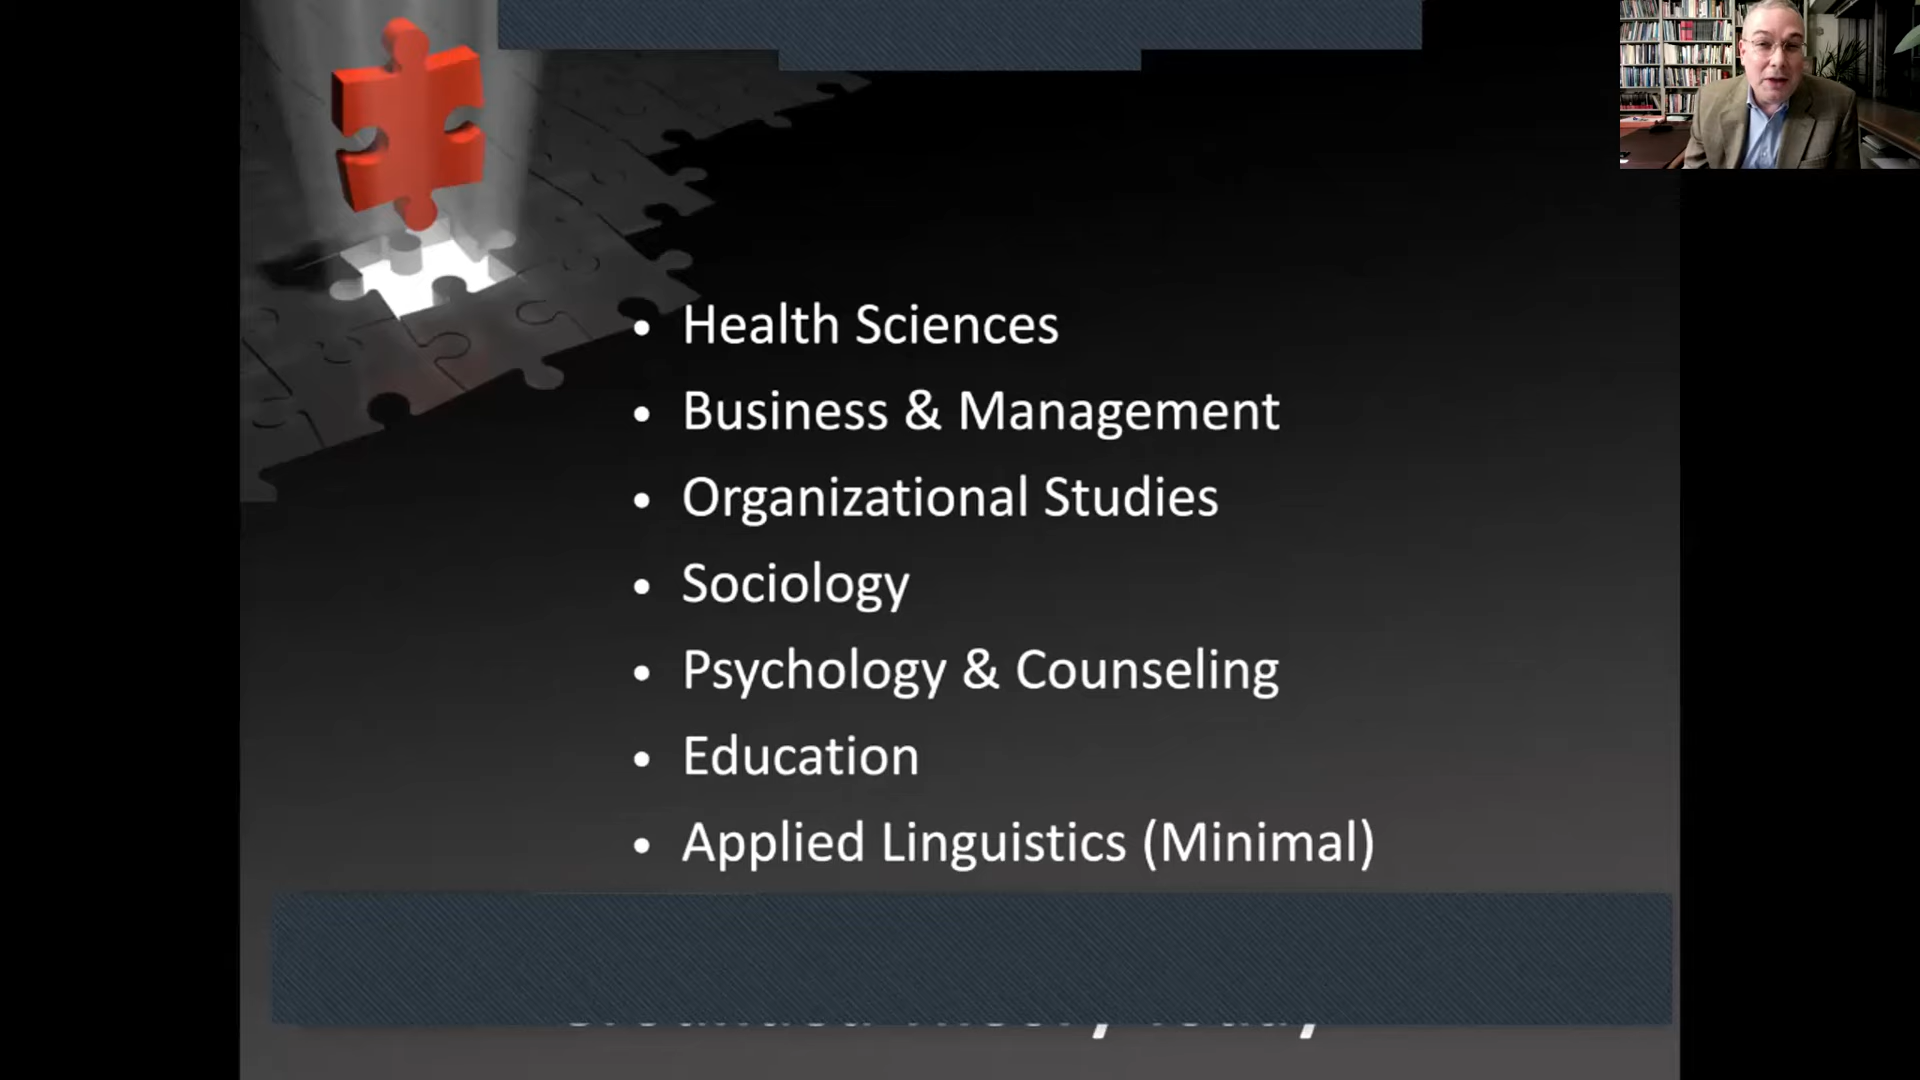 • Health Sciences
• Business & Management
• Organizational Studies
• Sociology
• Psychology & Counseling
• Education
• Applied Linguistics (Minimal)